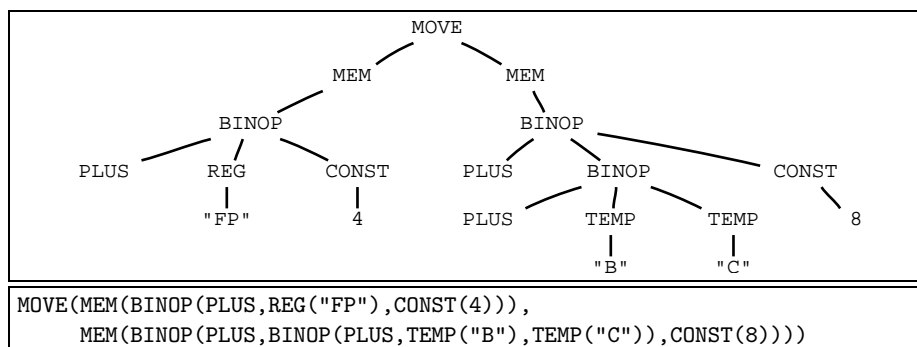 MOVE
MEM MEM
BINOP BINOP
PLUS REG CONST PLUS BINOP CONST
"FP" 4 PLUS TEMP TEMP 8
"B" "C"
MOVE(MEM(BINOP(PLUS,REG("FP"),CONST(4))),
MEM(BINOP(PLUS,BINOP(PLUS,TEMP("B"),TEMP("C")),CONST(8))))